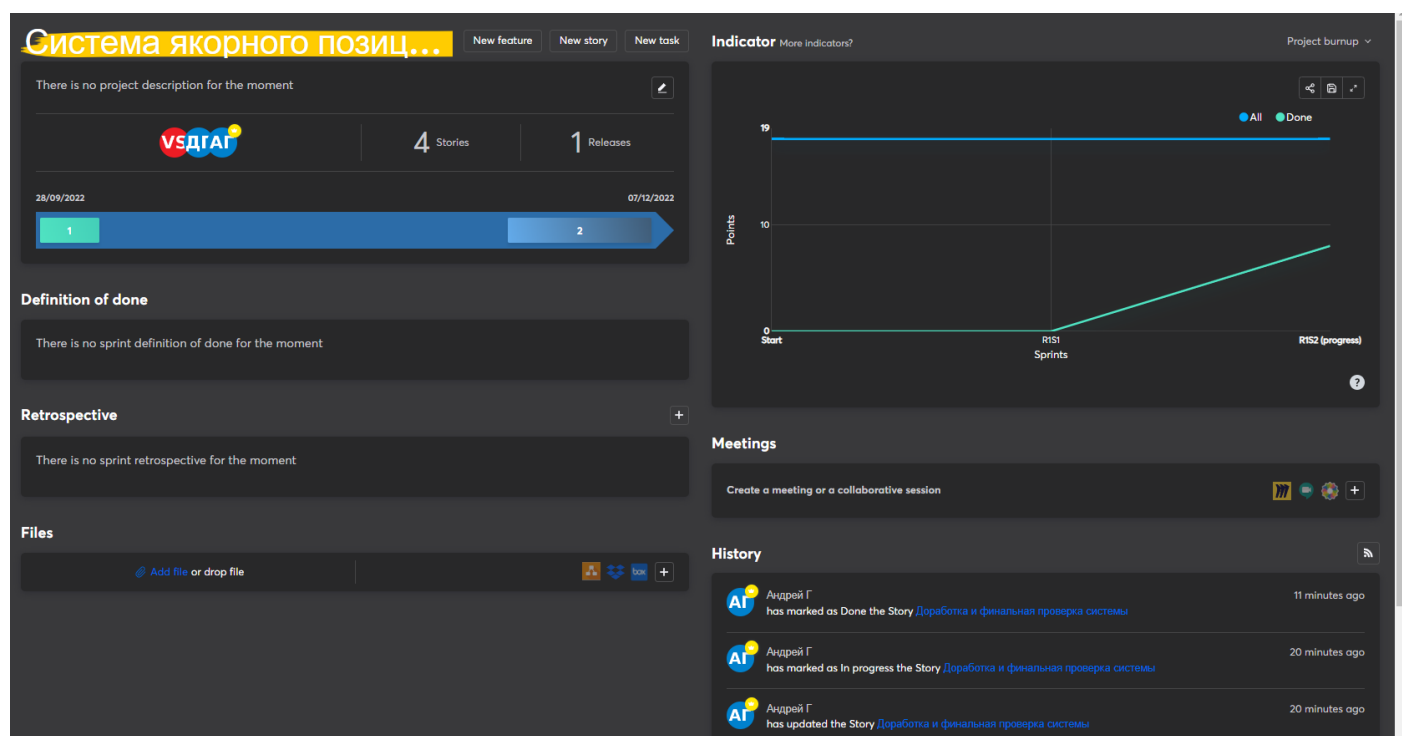 Система якорного позиц...
New feature
New story
New task
There is no project description for the moment
VS ДГ АГ
4 Stories
1 Releases
28/09/2022
07/12/2022
1
2
Definition of done
There is no sprint definition of done for the moment
Retrospective
+
There is no sprint retrospective for the moment
Files
Add file or drop file
box
+
Indicator More indicators?
Project burnup
All
Done
19
10
0
Points
Start
R1S1
R1S2 (progress)
Sprints
?
Meetings
Create a meeting or a collaborative session
+
History
АГ
Андрей Г
11 minutes ago
has marked as Done the Story Доработка и финальная проверка системы
АГ
Андрей Г
20 minutes ago
has marked as In progress the Story Доработка и финальная проверка системы
АГ
Андрей Г
20 minutes ago
has updated the Story Доработка и финальная проверка системы